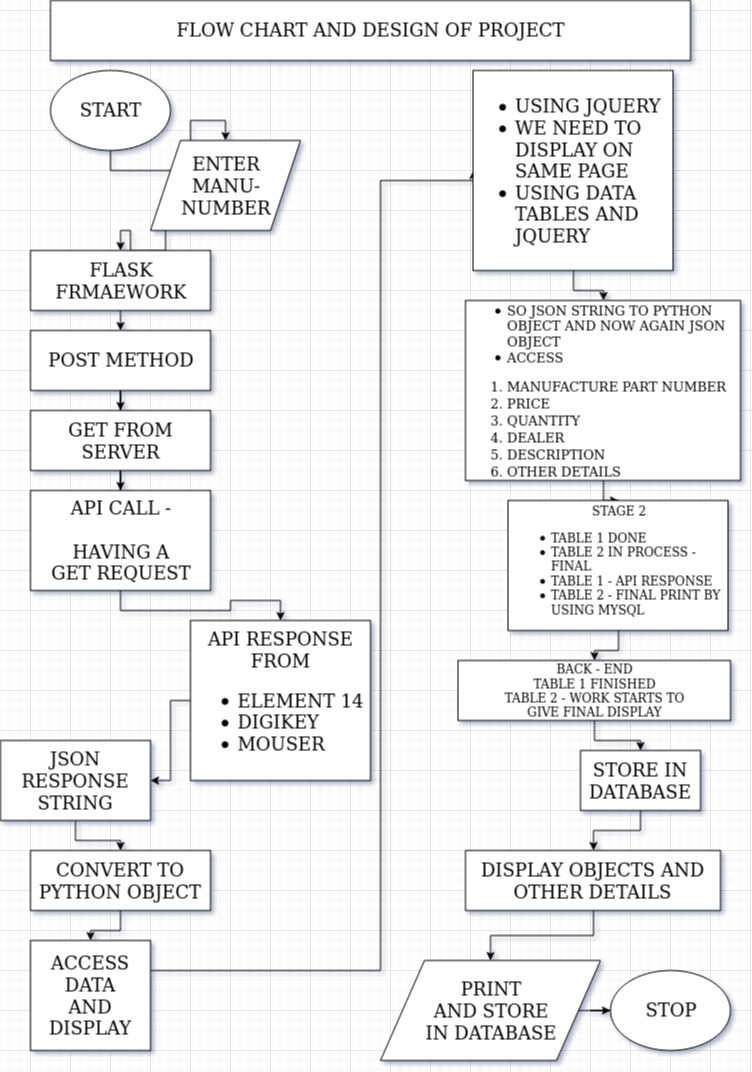 FLOW CHART AND DESIGN OF PROJECT
START
ENTER
MANU-
NUMBER
FLASK
FRMAEWORK
POST METHOD
GET FROM
SERVER
API CALL -
HAVING A
GET REQUEST
API RESPONSE
FROM
• ELEMENT 14
• DIGIKEY
• MOUSER
JSON
RESPONSE
STRING
CONVERT TO
PYTHON OBJECT
ACCESS
DATA
AND
DISPLAY
• USING JQUERY
• WE NEED TO
DISPLAY ON
SAME PAGE
• USING DATA
TABLES AND
JQUERY
• SO JSON STRING TO PYTHON
OBJECT AND NOW AGAIN JSON
OBJECT
• ACCESS
1. MANUFACTURE PART NUMBER
2. PRICE
3. QUANTITY
4. DEALER
5. DESCRIPTION
6. OTHER DETAILS
STAGE 2
• TABLE 1 DONE
• TABLE 2 IN PROCESS -
FINAL
• TABLE 1 - API RESPONSE
• TABLE 2 - FINAL PRINT BY
USING MYSQL
BACK - END
TABLE 1 FINISHED
TABLE 2 - WORK STARTS TO
GIVE FINAL DISPLAY
STORE IN
DATABASE
DISPLAY OBJECTS AND
OTHER DETAILS
PRINT
AND STORE
IN DATABASE
STOP